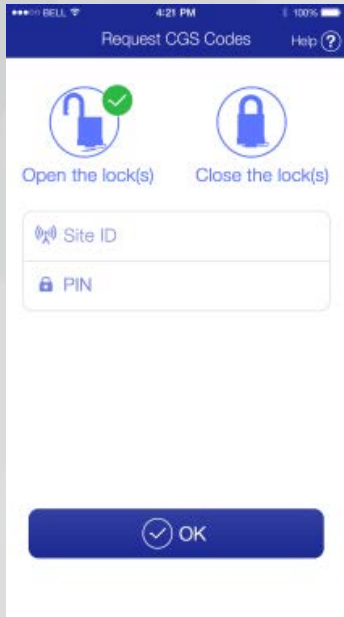 BELL 4:21 PM 100%
Request CGS Codes Help ?
Open the lock(s) Close the lock(s)
Site ID
PIN
OK